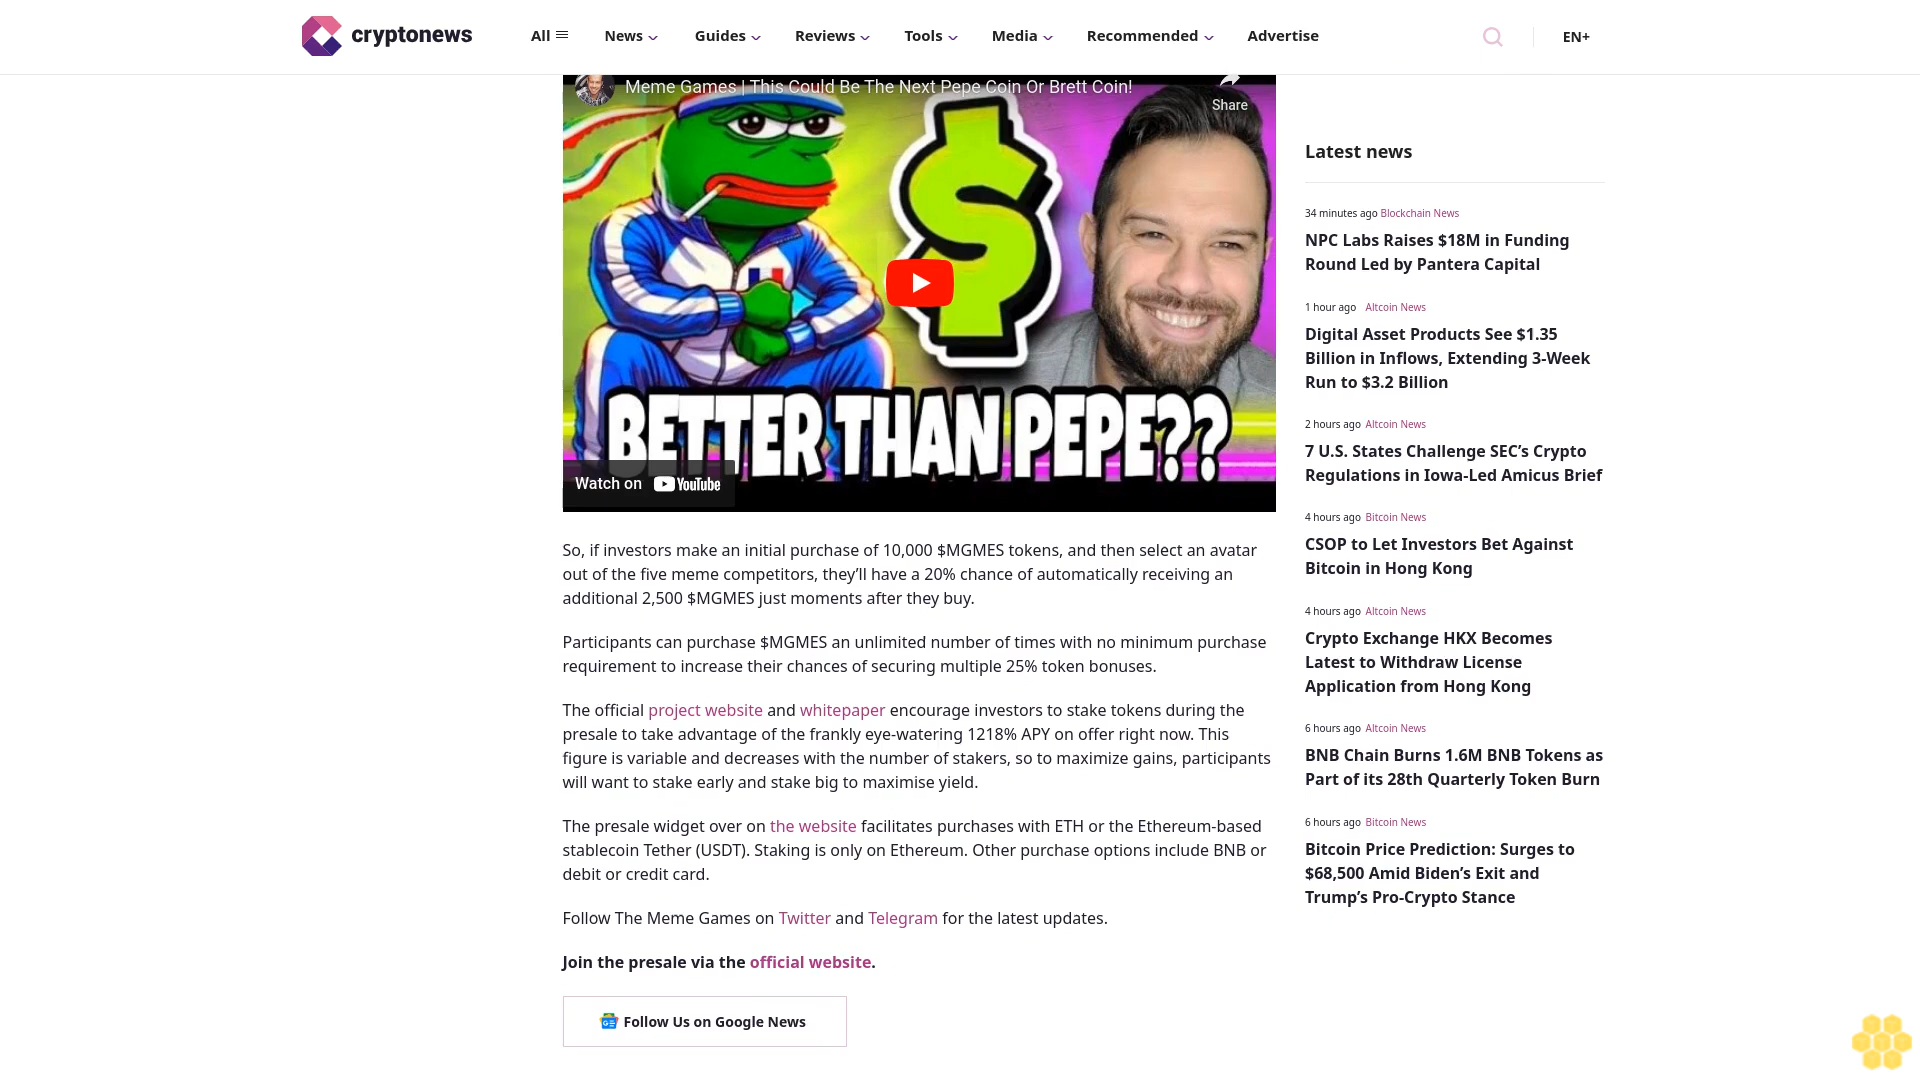 cryptonews
All
News
Guides
Reviews
Tools
Media
Recommended
Advertise
EN+
Meme Games | This Could Be The Next Pepe Coin Or Brett Coin!
Share
$
BETTER THAN PEPE??
Watch on YouTube
So, if investors make an initial purchase of 10,000 $MGMES tokens, and then select an avatar
out of the five meme competitors, they’ll have a 20% chance of automatically receiving an
additional 2,500 $MGMES just moments after they buy.
Participants can purchase $MGMES an unlimited number of times with no minimum purchase
requirement to increase their chances of securing multiple 25% token bonuses.
The official project website and whitepaper encourage investors to stake tokens during the
presale to take advantage of the frankly eye-watering 1218% APY on offer right now. This
figure is variable and decreases with the number of stakers, so to maximize gains, participants
will want to stake early and stake big to maximise yield.
The presale widget over on the website facilitates purchases with ETH or the Ethereum-based
stablecoin Tether (USDT). Staking is only on Ethereum. Other purchase options include BNB or
debit or credit card.
Follow The Meme Games on Twitter and Telegram for the latest updates.
Join the presale via the official website.
Follow Us on Google News
Latest news
34 minutes ago Blockchain News
NPC Labs Raises $18M in Funding
Round Led by Pantera Capital
1 hour ago Altcoin News
Digital Asset Products See $1.35
Billion in Inflows, Extending 3-Week
Run to $3.2 Billion
2 hours ago Altcoin News
7 U.S. States Challenge SEC’s Crypto
Regulations in Iowa-Led Amicus Brief
4 hours ago Bitcoin News
CSOP to Let Investors Bet Against
Bitcoin in Hong Kong
4 hours ago Altcoin News
Crypto Exchange HKX Becomes
Latest to Withdraw License
Application from Hong Kong
6 hours ago Altcoin News
BNB Chain Burns 1.6M BNB Tokens as
Part of its 28th Quarterly Token Burn
6 hours ago Bitcoin News
Bitcoin Price Prediction: Surges to
$68,500 Amid Biden’s Exit and
Trump’s Pro-Crypto Stance